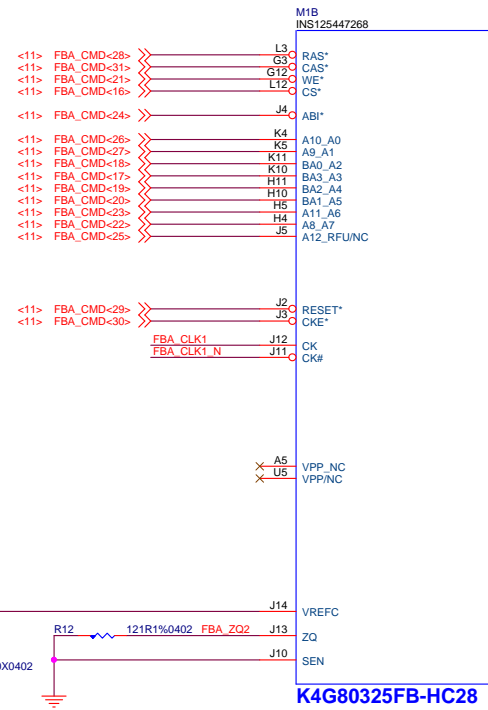 M1B
INS125447268
<11> FBA_CMD<28> L3 RAS*
<11> FBA_CMD<31> G3 CAS*
<11> FBA_CMD<21> G12 WE*
<11> FBA_CMD<16> L12 CS*
<11> FBA_CMD<24> J4 ABI*
<11> FBA_CMD<26> K4 A10_A0
<11> FBA_CMD<27> K5 A9_A1
<11> FBA_CMD<18> K11 BA0_A2
<11> FBA_CMD<17> K10 BA3_A3
<11> FBA_CMD<19> H11 BA2_A4
<11> FBA_CMD<20> H10 BA1_A5
<11> FBA_CMD<23> H5 A11_A6
<11> FBA_CMD<22> H4 A8_A7
<11> FBA_CMD<25> J5 A12_RFU/NC
<11> FBA_CMD<29> J2 RESET*
<11> FBA_CMD<30> J3 CKE*
FBA_CLK1 J12 CK
FBA_CLK1_N J11 CK#
A5 VPP_NC
U5 VPP/NC
J14 VREFC
R12 121R1%0402 FBA_ZQ2 J13 ZQ
J10 SEN
X0402
K4G80325FB-HC28